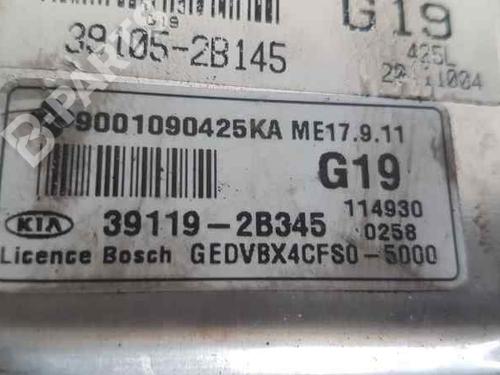 G19
G19
39105-2B145
425L
B-PARTS
9001090425KA ME17.9.11
G19
114930
KIA 39119-2B345 0258
Licence Bosch GEDVBX4CFS0-5000